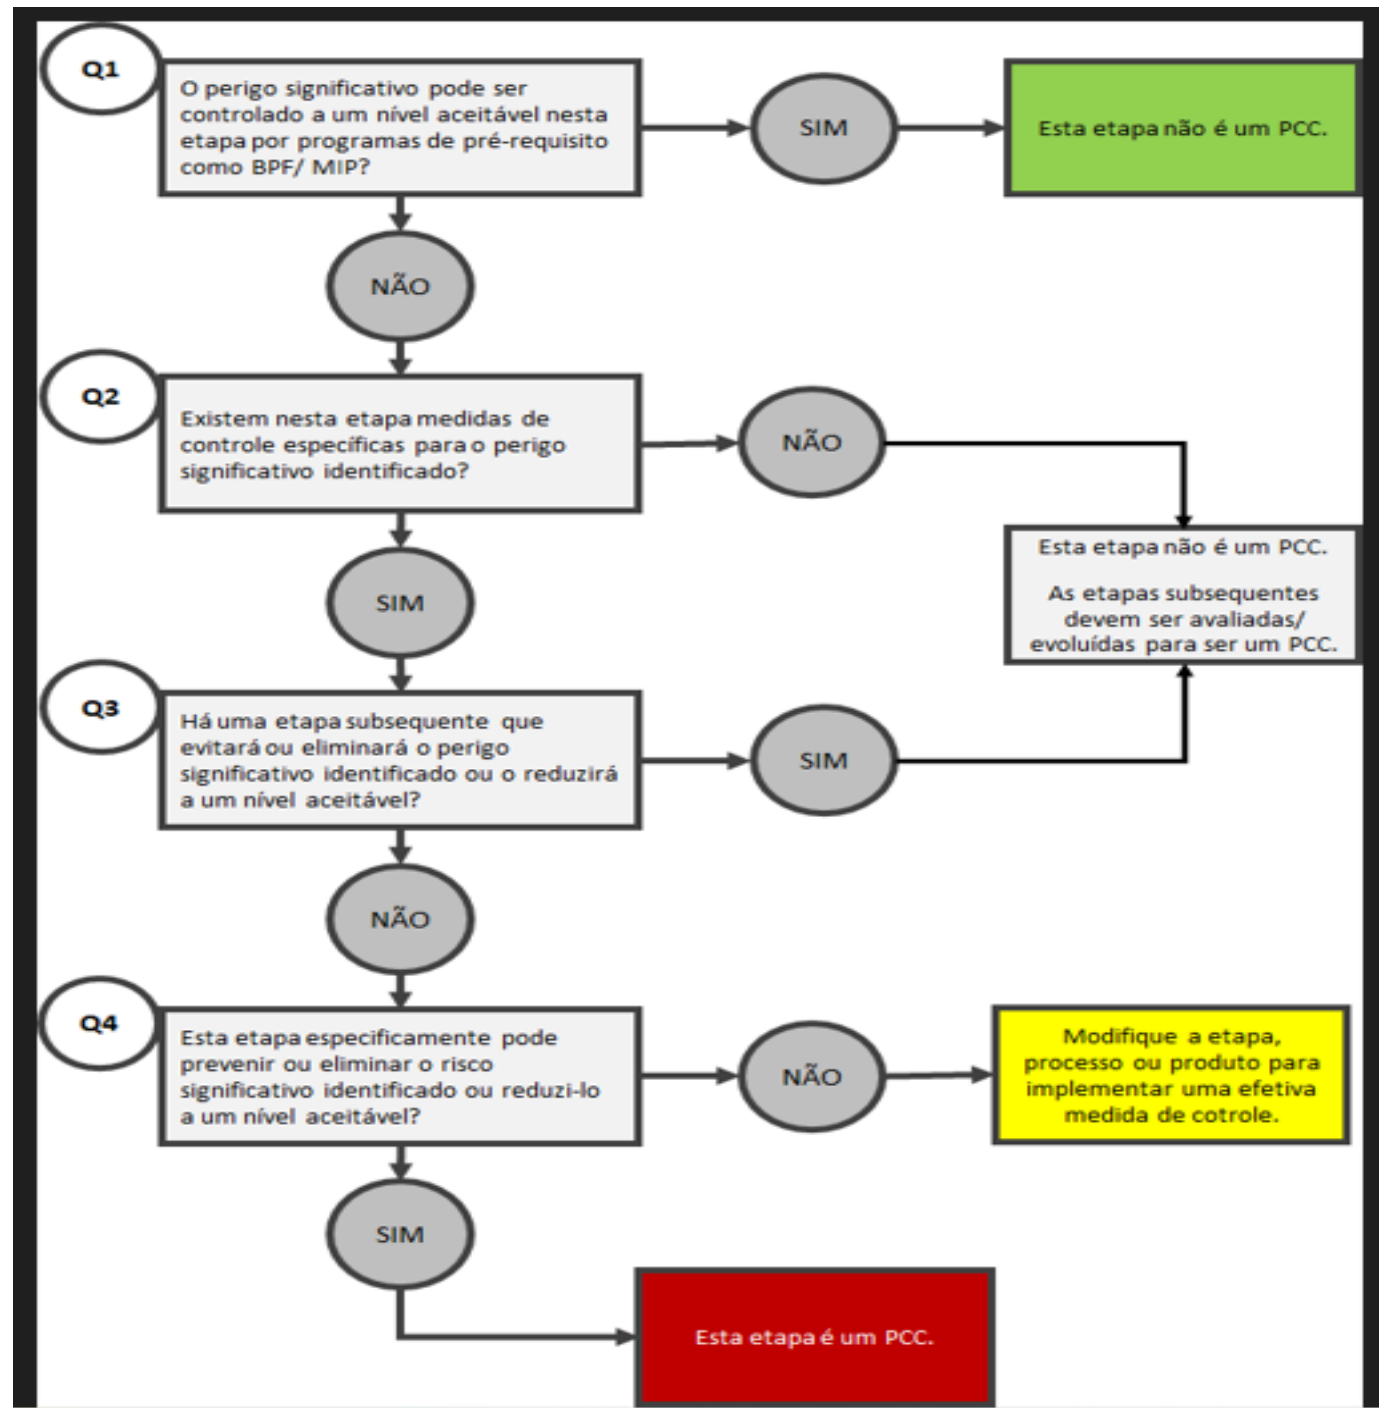 Q1
O perigo significativo pode ser
controlado a um nível aceitável nesta
etapa por programas de pré-requisito
como BPF/ MIP?
SIM
Esta etapa não é um PCC.
NÃO
Q2
Existem nesta etapa medidas de
controle específicas para o perigo
significativo identificado?
NÃO
Esta etapa não é um PCC.
As etapas subsequentes
devem ser avaliadas/
evoluídas para ser um PCC.
SIM
Q3
Há uma etapa subsequente que
evitará ou eliminará o perigo
significativo identificado ou o reduzirá
a um nível aceitável?
SIM
NÃO
Q4
Esta etapa especificamente pode
prevenir ou eliminar o risco
significativo identificado ou reduzi-lo
a um nível aceitável?
NÃO
Modifique a etapa,
processo ou produto para
implementar uma efetiva
medida de cotrole.
SIM
Esta etapa é um PCC.